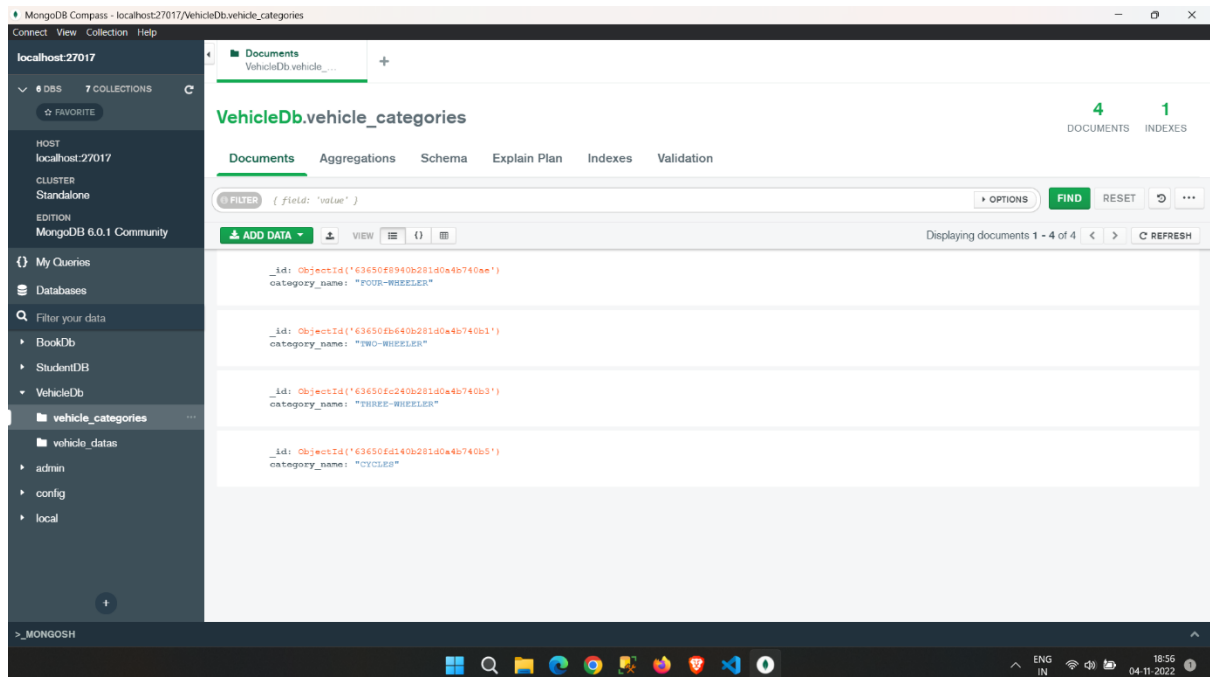 MongoDB Compass - localhost:27017/VehicleDb.vehicle_categories
Connect View Collection Help
localhost:27017
Documents
VehicleDb.vehicle_...
6 DBS 7 COLLECTIONS
FAVORITE
HOST
localhost:27017
CLUSTER
Standalone
EDITION
MongoDB 6.0.1 Community
My Queries
Databases
Filter your data
BookDb
StudentDB
VehicleDb
vehicle_categories
vehicle_datas
admin
config
local
VehicleDb.vehicle_categories
4 DOCUMENTS
1 INDEXES
Documents Aggregations Schema Explain Plan Indexes Validation
FILTER { field: 'value' } OPTIONS FIND RESET
ADD DATA VIEW Displaying documents 1 - 4 of 4 REFRESH
_id: ObjectId('63650f8940b281d0a4b740ae')
category_name: "FOUR-WHEELER"
_id: ObjectId('63650fb640b281d0a4b740b1')
category_name: "TWO-WHEELER"
_id: ObjectId('63650fc240b281d0a4b740b3')
category_name: "THREE-WHEELER"
_id: ObjectId('63650fd140b281d0a4b740b5')
category_name: "CYCLES"
>_MONGOSH
ENG
IN
18:56
04-11-2022
1